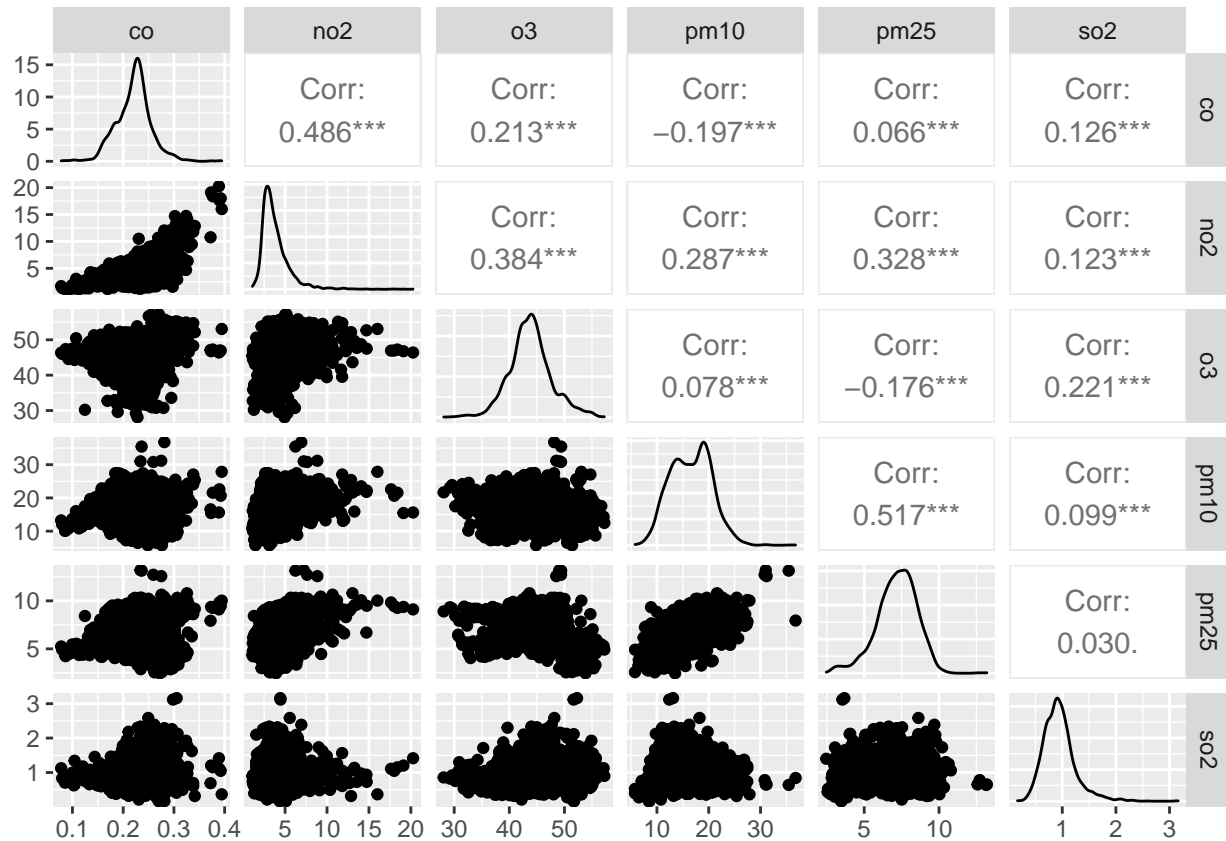 co no2 o3 pm10 pm25 so2
15
10
5
0
Corr:
0.486***
Corr:
0.213***
Corr:
−0.197***
Corr:
0.066***
Corr:
0.126***
co
20
15
10
5
Corr:
0.384***
Corr:
0.287***
Corr:
0.328***
Corr:
0.123***
no2
50
40
30
Corr:
0.078***
Corr:
−0.176***
Corr:
0.221***
o3
30
20
10
Corr:
0.517***
Corr:
0.099***
pm10
10
5
Corr:
0.030.
pm25
3
2
1
so2
0.1 0.2 0.3 0.4 5 10 15 20 30 40 50 10 20 30 5 10 1 2 3